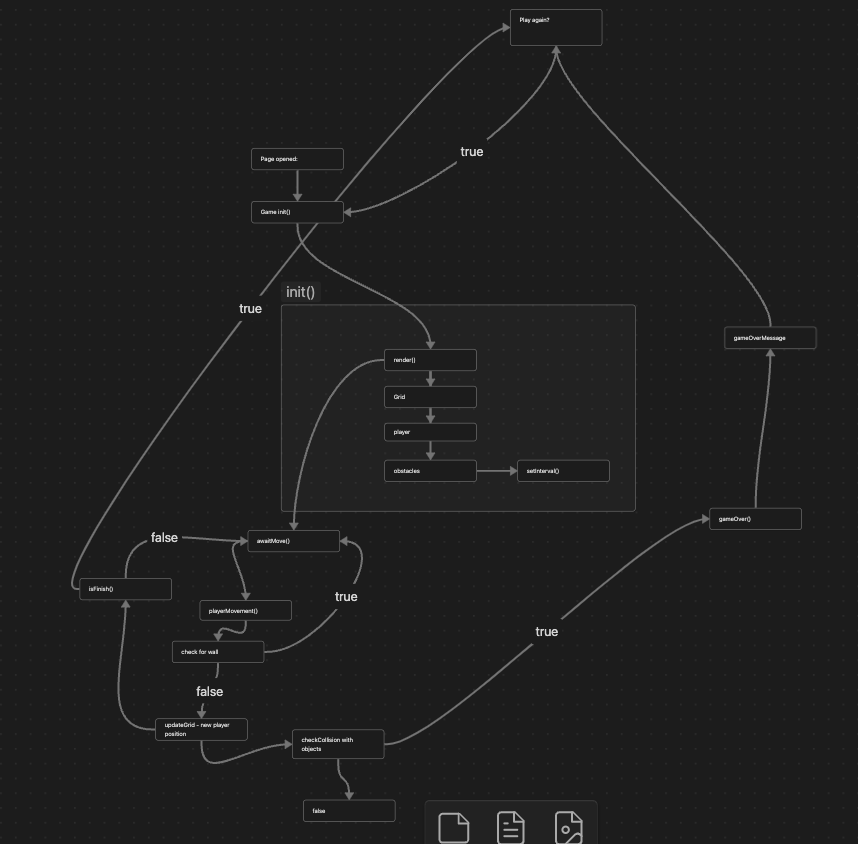 Play again?
true
Page opened:
Game init()
true
init()
render()
Grid
player
obstacles
setInterval()
gameOverMessage
gameOver()
false
awaitMove()
isFinish()
playerMovement()
true
check for wall
true
false
updateGrid - new player
position
checkCollision with
objects
false